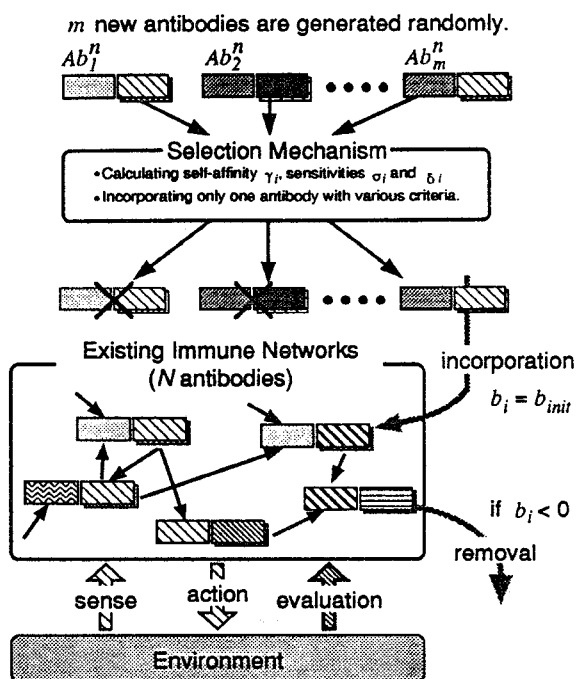 m new antibodies are generated randomly.
Ab₁ⁿ Ab₂ⁿ Abₘⁿ
Selection Mechanism
•Calculating self-affinity γᵢ, sensitivities σᵢ and δᵢ
•Incorporating only one antibody with various criteria.
Existing Immune Networks
(N antibodies)
incorporation
bᵢ = b_init
if bᵢ < 0
removal
sense action evaluation
Environment